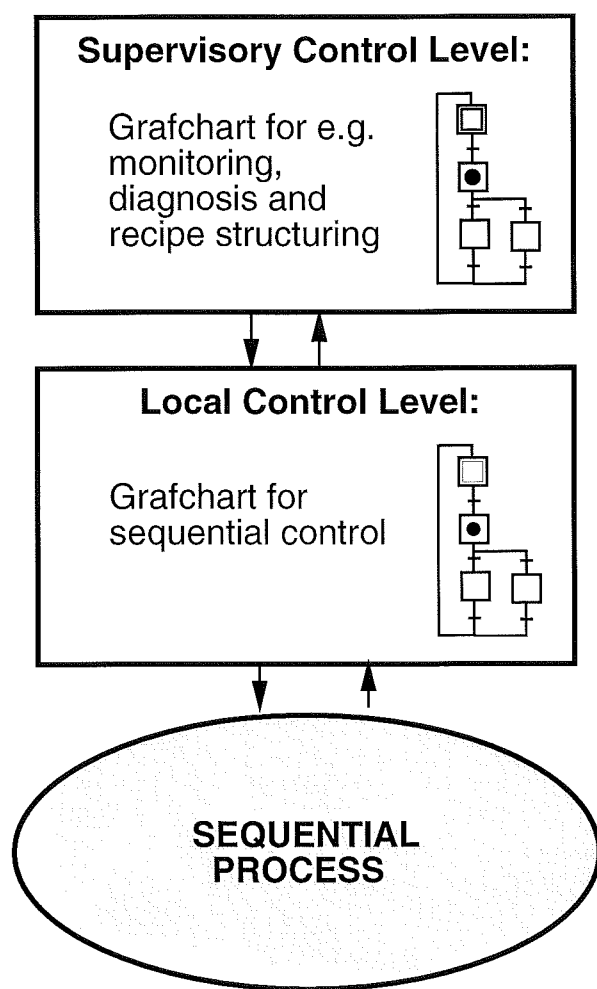 Supervisory Control Level:
Grafchart for e.g.
monitoring,
diagnosis and
recipe structuring
Local Control Level:
Grafchart for
sequential control
SEQUENTIAL
PROCESS